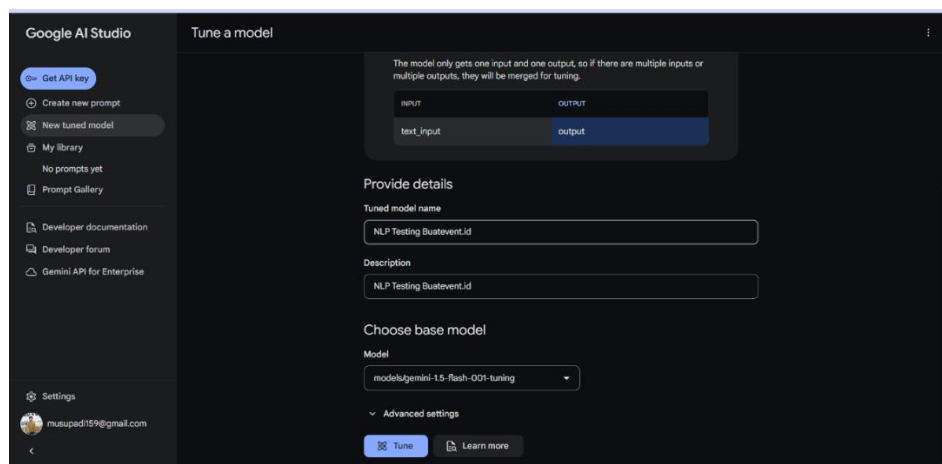 Google AI Studio
Get API key
Create new prompt
New tuned model
My library
No prompts yet
Prompt Gallery
Developer documentation
Developer forum
Gemini API for Enterprise
Settings
musupadi159@gmail.com
Tune a model
The model only gets one input and one output, so if there are multiple inputs or
multiple outputs, they will be merged for tuning.
INPUT OUTPUT
text_input output
Provide details
Tuned model name
NLP Testing Buatevent.id
Description
NLP Testing Buatevent.id
Choose base model
Model
models/gemini-1.5-flash-001-tuning
Advanced settings
Tune Learn more